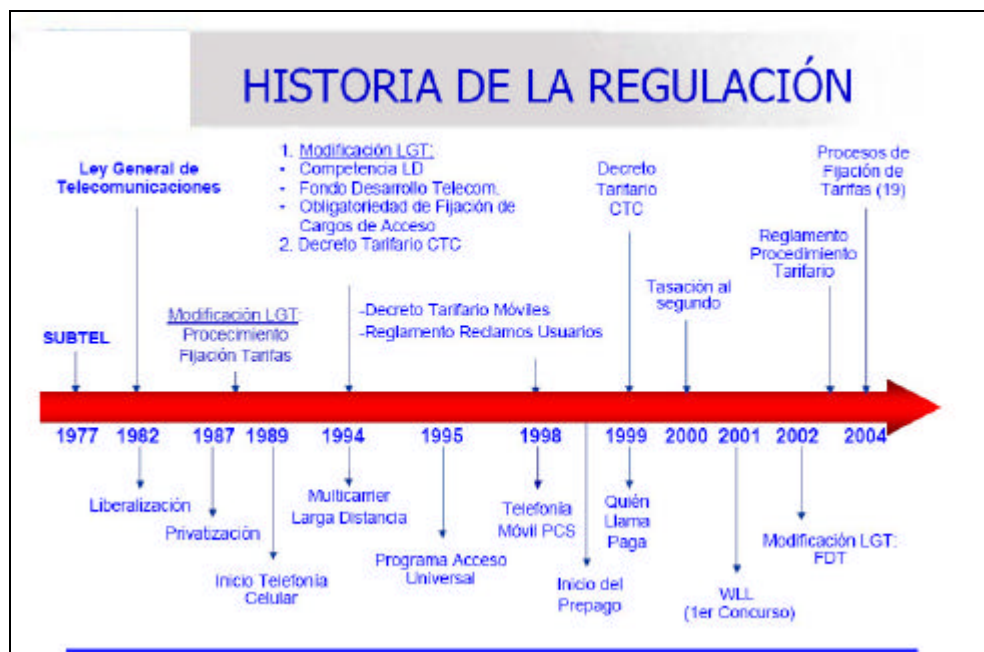 HISTORIA DE LA REGULACIÓN
Ley General de
Telecomunicaciones
1. Modificación LGT:
• Competencia LD
• Fondo Desarrollo Telecom.
• Obligatoriedad de Fijación de
Cargos de Acceso
2. Decreto Tarifario CTC
Decreto
Tarifario
CTC
Procesos de
Fijación de
Tarifas (19)
Reglamento
Procedimiento
Tarifario
Tasación al
segundo
-Decreto Tarifario Móviles
-Reglamento Reclamos Usuarios
Modificación LGT:
Procecimiento
Fijación Tarifas
SUBTEL
1977 1982 1987 1989 1994 1995 1998 1999 2000 2001 2002 2004
Liberalización
Privatización
Inicio Telefonía
Celular
Multicarrier
Larga Distancia
Programa Acceso
Universal
Telefonía
Móvil PCS
Inicio del
Prepago
Quién
Llama
Paga
WLL
(1er Concurso)
Modificación LGT:
FDT